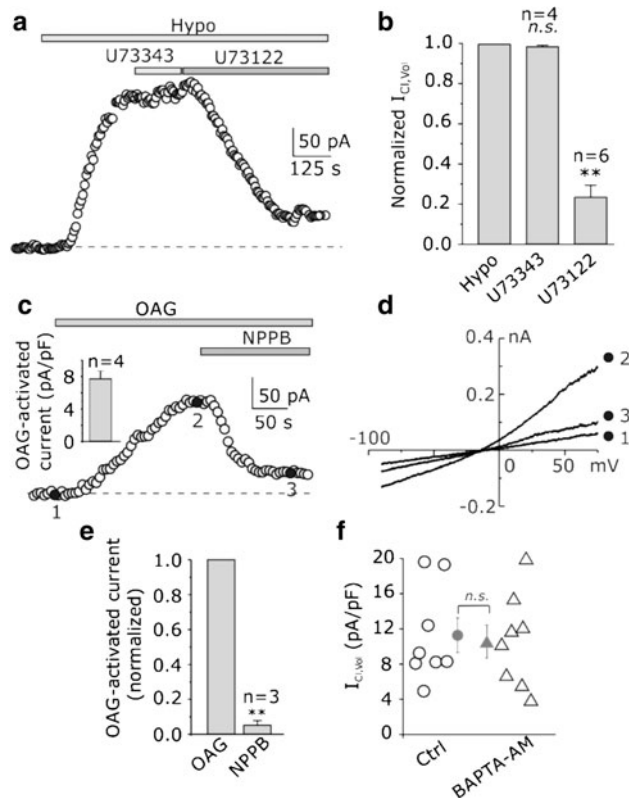 a
Hypo
U73343
U73122
50 pA
125 s
b
n=4
n.s.
n=6
**
Normalized I Cl,Vol
1.0
0.8
0.6
0.4
0.2
0.0
Hypo
U73343
U73122
c
OAG
NPPB
n=4
OAG-activated
current (pA/pF)
8
4
0
50 pA
50 s
1
2
3
d
0.4
nA
0.2
-0.2
-100
0
50
mV
2
3
1
e
OAG-activated current
(normalized)
1.0
0.8
0.6
0.4
0.2
0.0
n=3
**
OAG
NPPB
f
I Cl,Vol (pA/pF)
20
16
12
8
4
0
n.s.
Ctrl
BAPTA-AM